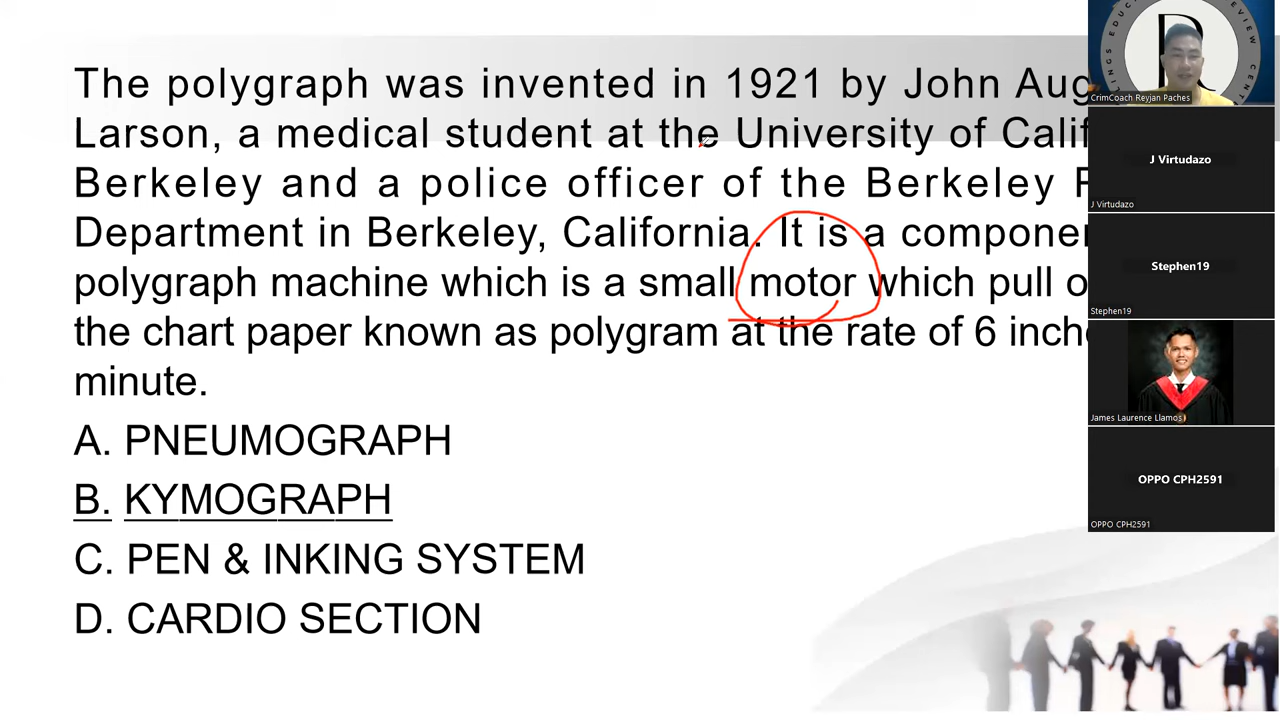 The polygraph was invented in 1921 by John Aug
Larson, a medical student at the University of Calif
Berkeley and a police officer of the Berkeley P
Department in Berkeley, California. It is a componen
polygraph machine which is a small motor which pull o
the chart paper known as polygram at the rate of 6 inche
minute.
A. PNEUMOGRAPH
B. KYMOGRAPH
C. PEN & INKING SYSTEM
D. CARDIO SECTION
R
CrimCoach Reyjan Paches
J Virtudazo
J Virtudazo
Stephen19
Stephen19
James Laurence Llamos
OPPO CPH2591
OPPO CPH2591